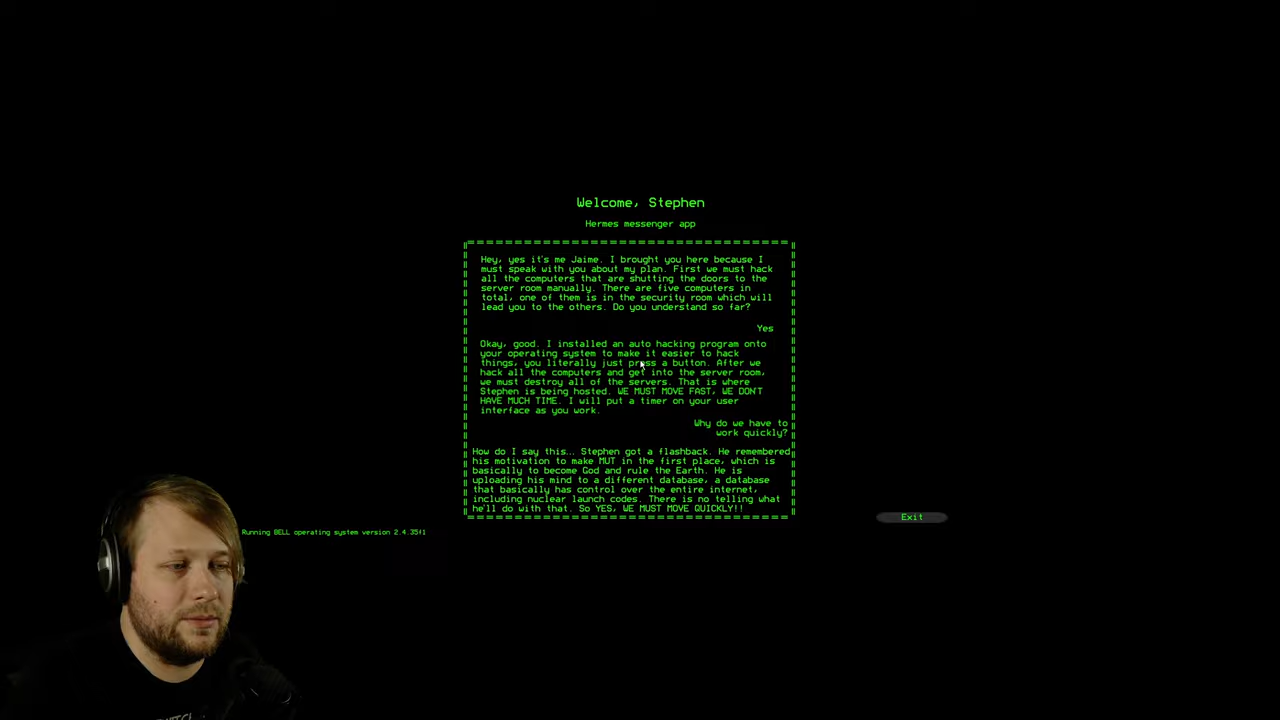 Welcome, Stephen
Hermes messenger app
Hey, yes it's me Jaime. I brought you here because I
must speak with you about my plan. First we must hack
all the computers that are shutting the doors to the
server room manually. There are five computers in
total, one of them is in the security room which will
lead you to the others. Do you understand so far?
Yes
Okay, good. I installed an auto hacking program onto
your operating system to make it easier to hack
things, you literally just press a button. After we
hack all the computers and get into the server room,
we must destroy all of the servers. That is where
Stephen is being hosted. WE MUST MOVE FAST, WE DON'T
HAVE MUCH TIME. I will put a timer on your user
interface as you work.
Why do we have to
work quickly?
How do I say this... Stephen got a flashback. He remembered
his motivation to make MUT in the first place, which is
basically to become God and rule the Earth. He is
uploading his mind to a different database, a database
that basically has control over the entire internet,
including nuclear launch codes. There is no telling what
he'll do with that. So YES, WE MUST MOVE QUICKLY!!
Exit
Running BELL operating system version 2.4.35f1